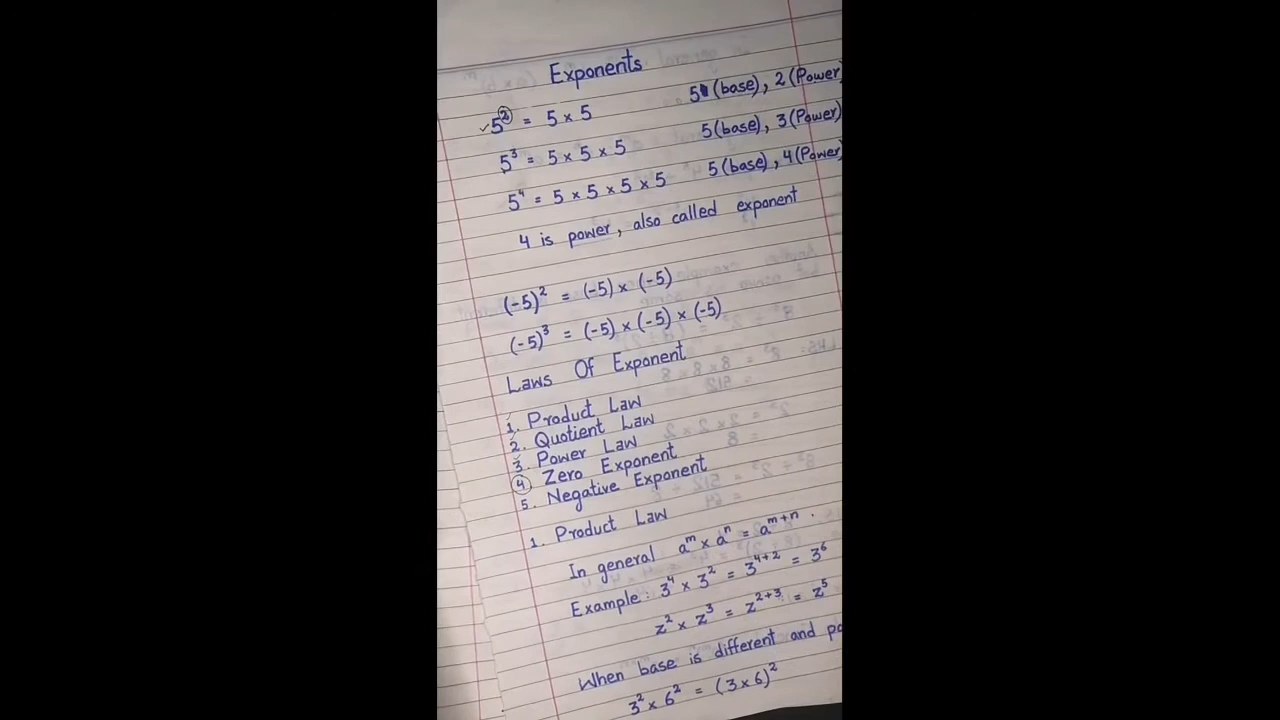 Exponents
5² = 5 × 5 5 (base), 2 (Power)
5³ = 5 × 5 × 5 5 (base), 3 (Power)
5⁴ = 5 × 5 × 5 × 5 5 (base), 4 (Power)
4 is power, also called exponent
(-5)² = (-5) × (-5)
(-5)³ = (-5) × (-5) × (-5)
Laws Of Exponent
1. Product Law
2. Quotient Law
3. Power Law
4. Zero Exponent
5. Negative Exponent
1. Product Law
In general aᵐ × aⁿ = aᵐ⁺ⁿ.
Example: 3⁴ × 3² = 3⁴⁺² = 3⁶
z² × z³ = z²⁺³ = z⁵
When base is different and
3² × 6² = (3 × 6)²